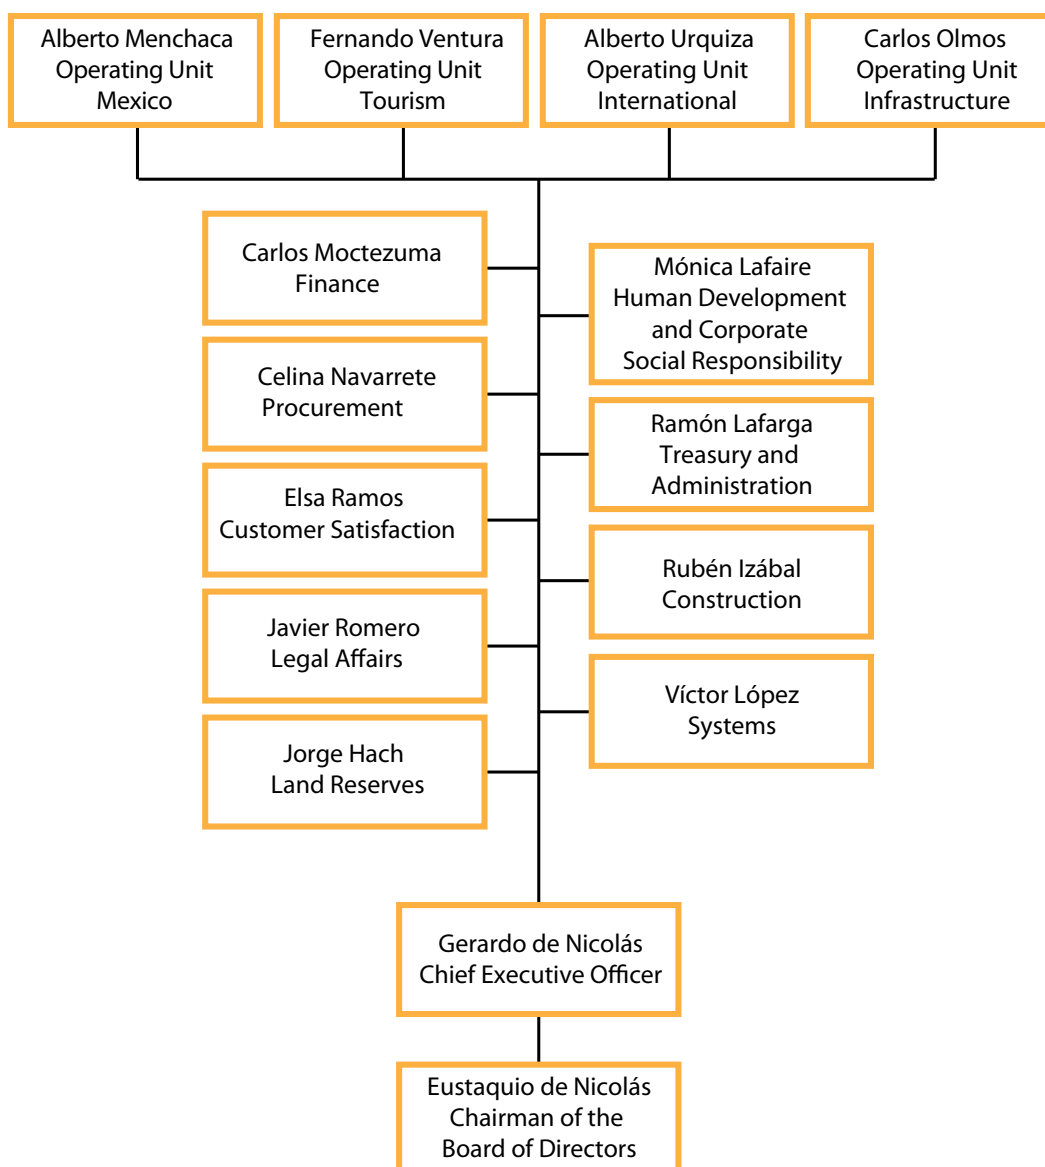 Alberto Menchaca
Operating Unit
Mexico
Fernando Ventura
Operating Unit
Tourism
Alberto Urquiza
Operating Unit
International
Carlos Olmos
Operating Unit
Infrastructure
Carlos Moctezuma
Finance
Celina Navarrete
Procurement
Elsa Ramos
Customer Satisfaction
Javier Romero
Legal Affairs
Jorge Hach
Land Reserves
Mónica Lafaire
Human Development
and Corporate
Social Responsibility
Ramón Lafarga
Treasury and
Administration
Rubén Izábal
Construction
Víctor López
Systems
Gerardo de Nicolás
Chief Executive Officer
Eustaquio de Nicolás
Chairman of the
Board of Directors